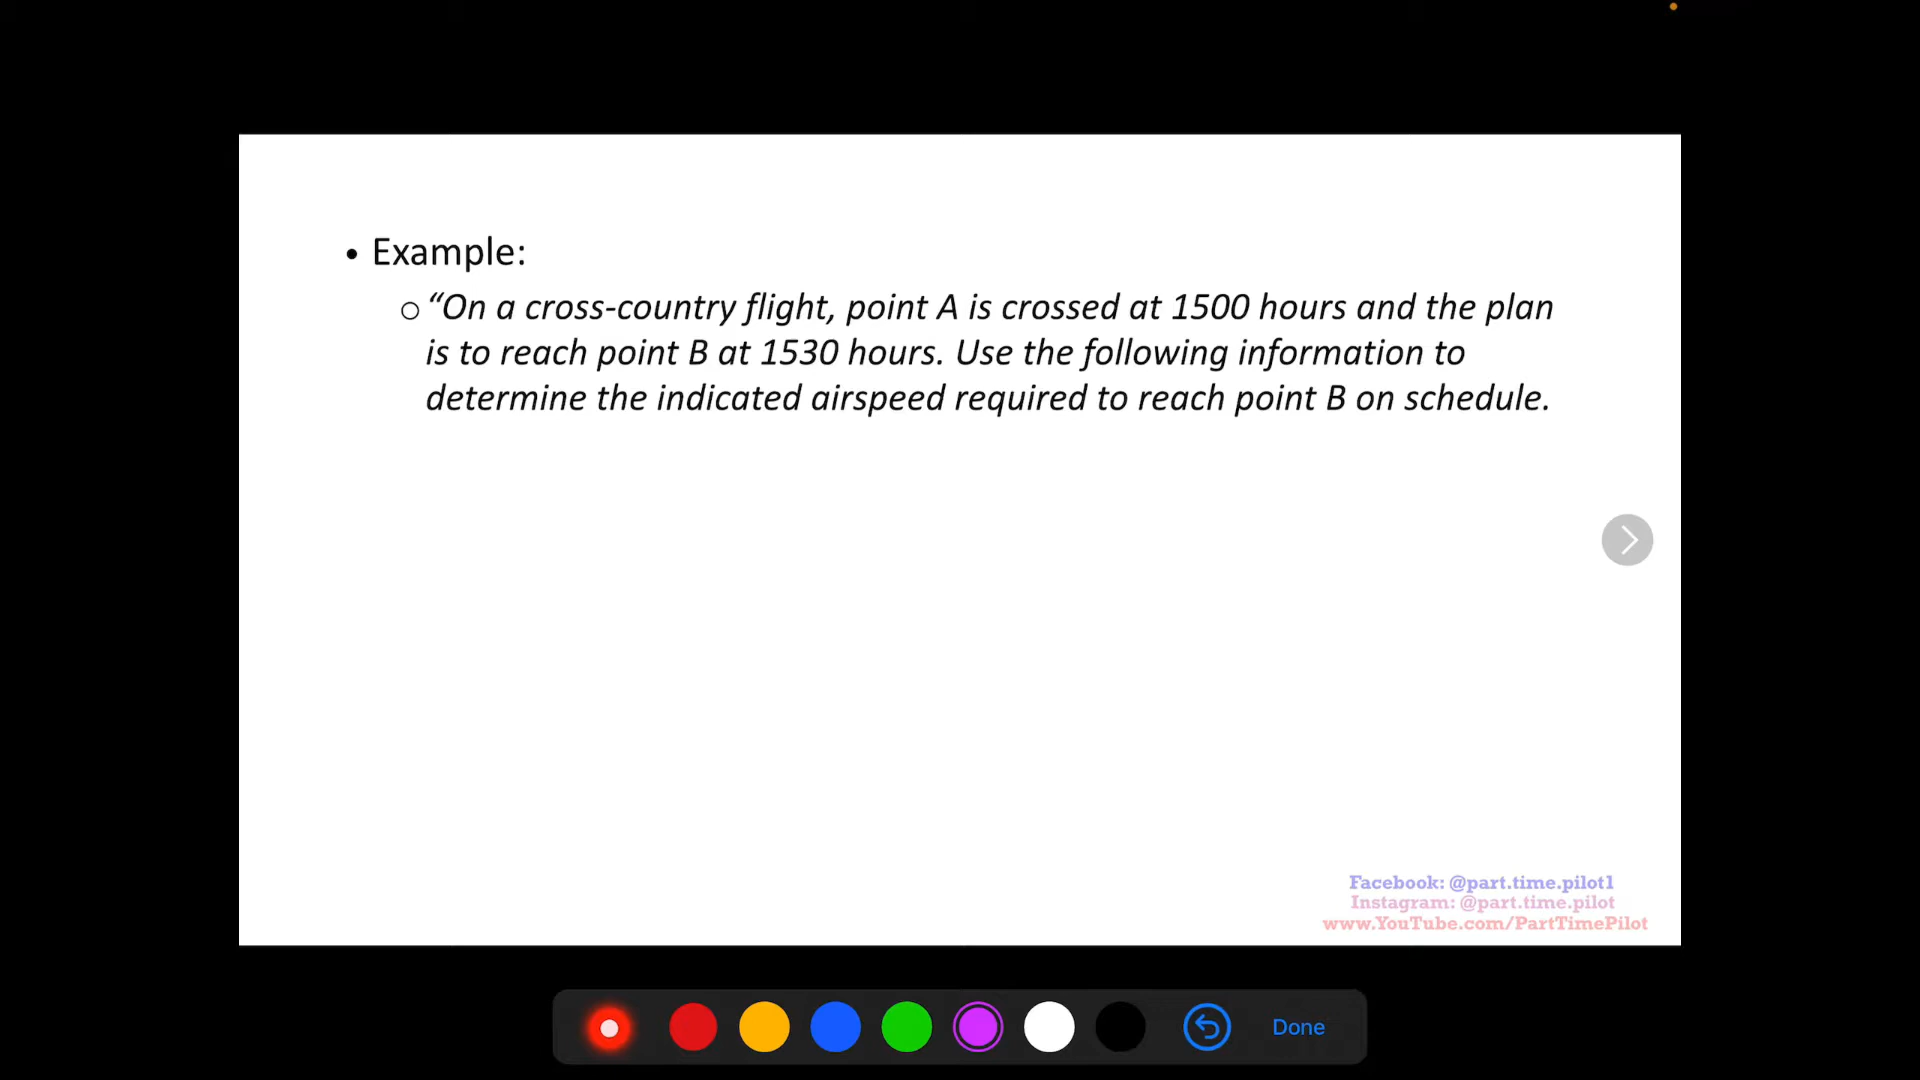 • Example:
○ “On a cross-country flight, point A is crossed at 1500 hours and the plan
is to reach point B at 1530 hours. Use the following information to
determine the indicated airspeed required to reach point B on schedule.
Facebook: @part.time.pilot1
Instagram: @part.time.pilot
www.YouTube.com/PartTimePilot
Done